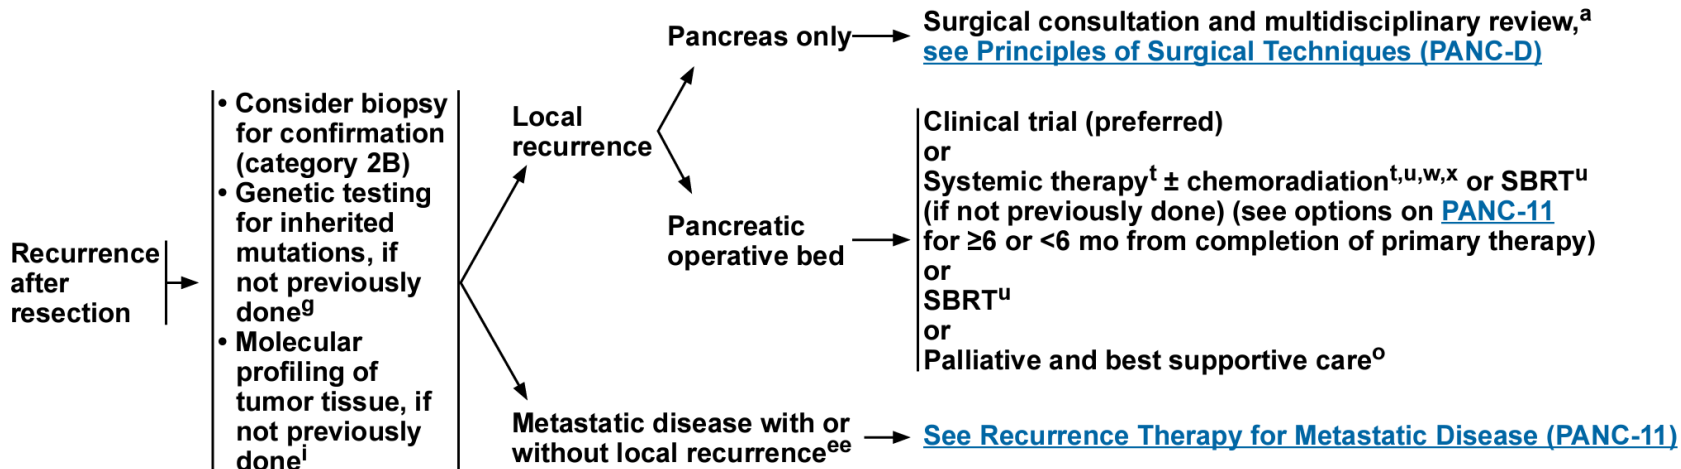 Recurrence
after
resection
• Consider biopsy
for confirmation
(category 2B)
• Genetic testing
for inherited
mutations, if
not previously
doneᵍ
• Molecular
profiling of
tumor tissue, if
not previously
doneⁱ
Local
recurrence
Pancreas only
Surgical consultation and multidisciplinary review,ᵃ
see Principles of Surgical Techniques (PANC-D)
Pancreatic
operative bed
Clinical trial (preferred)
or
Systemic therapyᵗ ± chemoradiationᵗ,ᵘ,ʷ,ˣ or SBRTᵘ
(if not previously done) (see options on PANC-11
for ≥6 or <6 mo from completion of primary therapy)
or
SBRTᵘ
or
Palliative and best supportive careᵒ
Metastatic disease with or
without local recurrenceᵉᵉ
See Recurrence Therapy for Metastatic Disease (PANC-11)